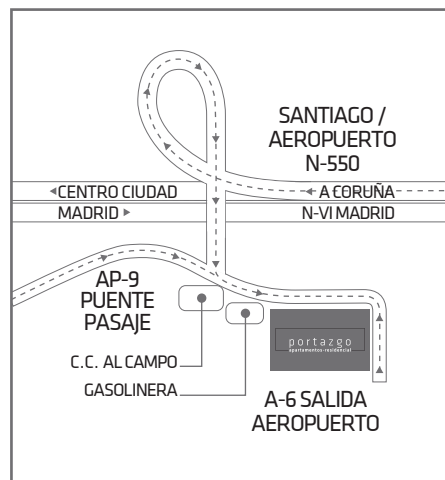 SANTIAGO /
AEROPUERTO
N-550
CENTRO CIUDAD
A CORUÑA
MADRID
N-VI MADRID
AP-9
PUENTE
PASAJE
portazgo
apartamentos-residencial
C.C. AL CAMPO
GASOLINERA
A-6 SALIDA
AEROPUERTO